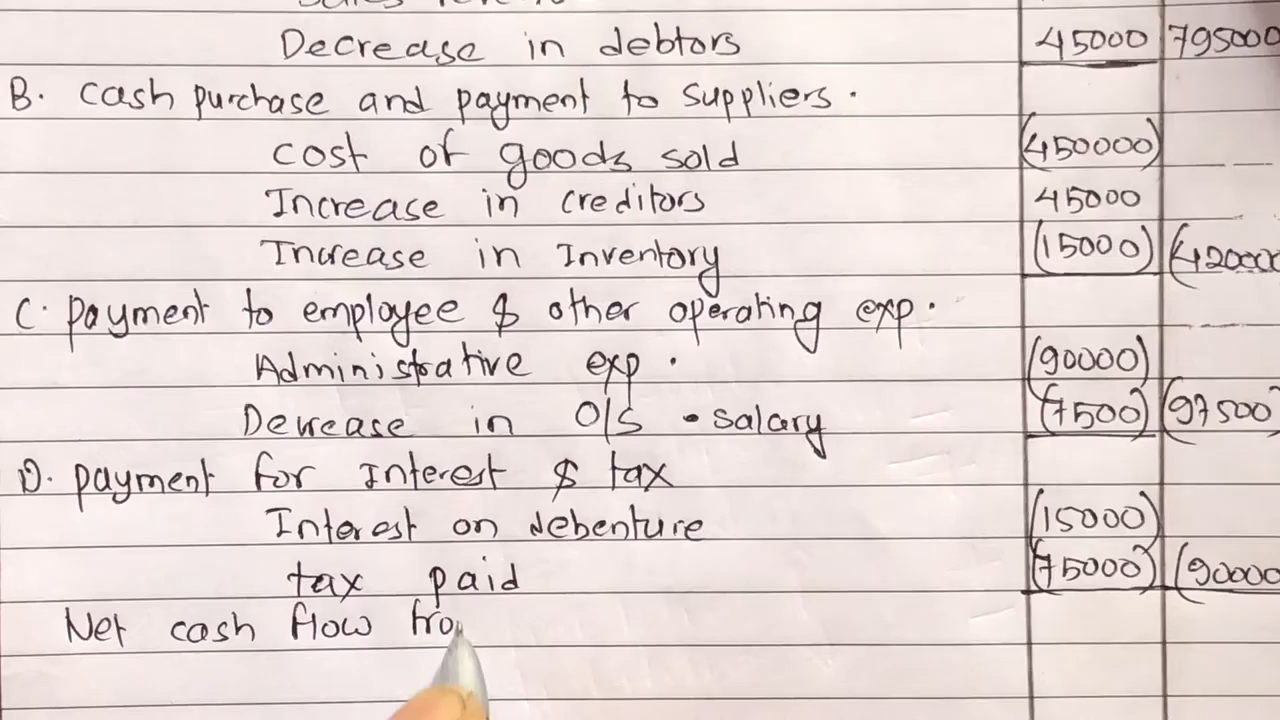 Decrease in debtors 45000 795000
B. cash purchase and payment to suppliers.
cost of goods sold (450000)
Increase in creditors 45000
Increase in Inventory (15000) (420000
C. payment to employee & other operating exp.
Administrative exp. (90000)
Decrease in O/S salary (7500) (97500)
D. payment for Interest & tax
Interest on debenture (15000)
tax paid (75000) (90000
Net cash flow fro